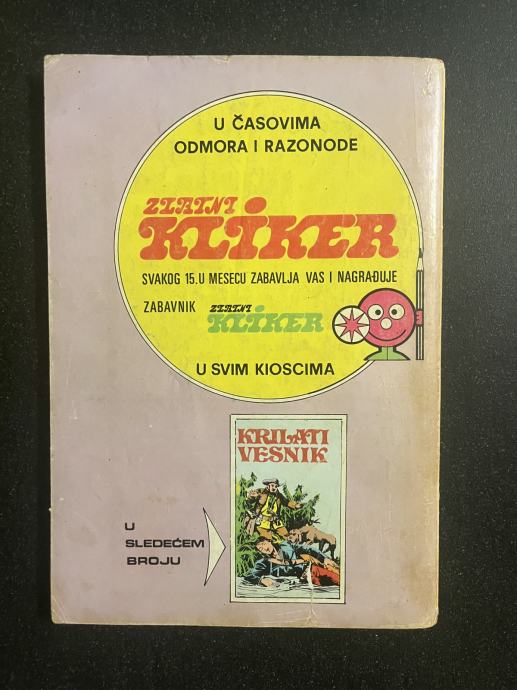 U ČASOVIMA
ODMORA I RAZONODE
ZLATNI
KLIKER
SVAKOG 15.U MESECU ZABAVLJA VAS I NAGRAĐUJE
ZABAVNIK ZLATNI
KLIKER
U SVIM KIOSCIMA
KRILATI
VESNIK
U
SLEDEĆEM
BROJU